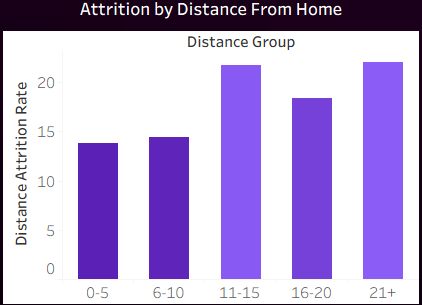 Attrition by Distance From Home
Distance Group
Distance Attrition Rate
20
15
10
5
0
0-5 6-10 11-15 16-20 21+